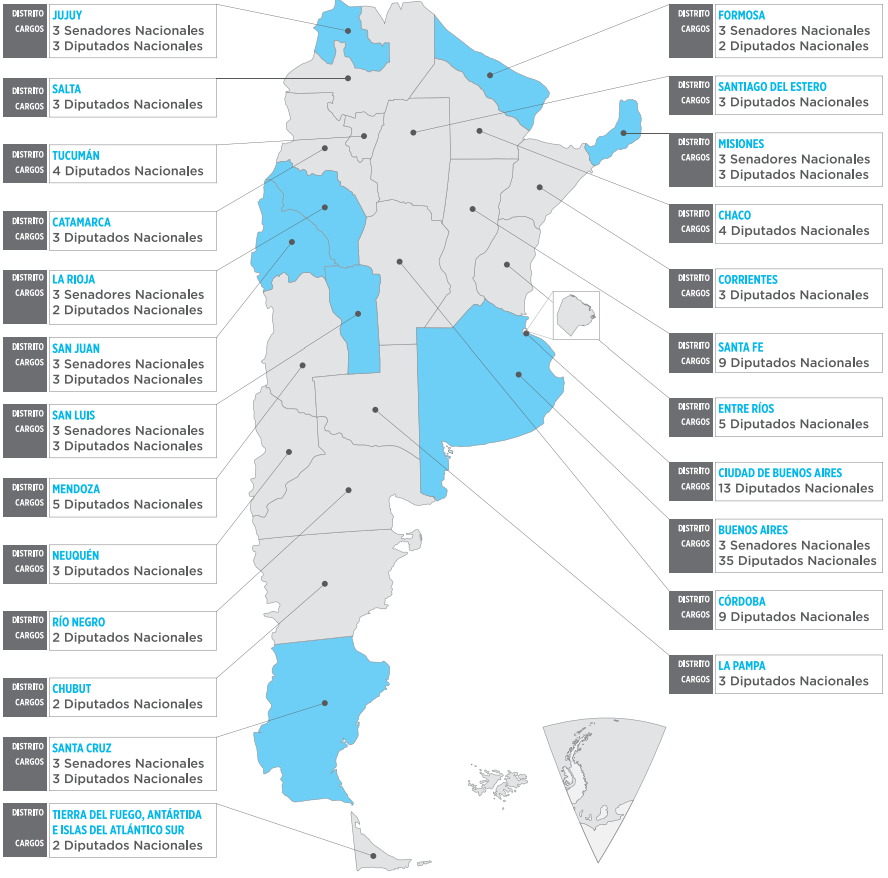 DISTRITO JUJUY
CARGOS 3 Senadores Nacionales
3 Diputados Nacionales
DISTRITO SALTA
CARGOS 3 Diputados Nacionales
DISTRITO TUCUMÁN
CARGOS 4 Diputados Nacionales
DISTRITO CATAMARCA
CARGOS 3 Diputados Nacionales
DISTRITO LA RIOJA
CARGOS 3 Senadores Nacionales
2 Diputados Nacionales
DISTRITO SAN JUAN
CARGOS 3 Senadores Nacionales
3 Diputados Nacionales
DISTRITO SAN LUIS
CARGOS 3 Senadores Nacionales
3 Diputados Nacionales
DISTRITO MENDOZA
CARGOS 5 Diputados Nacionales
DISTRITO NEUQUÉN
CARGOS 3 Diputados Nacionales
DISTRITO RÍO NEGRO
CARGOS 2 Diputados Nacionales
DISTRITO CHUBUT
CARGOS 2 Diputados Nacionales
DISTRITO SANTA CRUZ
CARGOS 3 Senadores Nacionales
3 Diputados Nacionales
DISTRITO TIERRA DEL FUEGO, ANTÁRTIDA
E ISLAS DEL ATLÁNTICO SUR
CARGOS 2 Diputados Nacionales
DISTRITO FORMOSA
CARGOS 3 Senadores Nacionales
2 Diputados Nacionales
DISTRITO SANTIAGO DEL ESTERO
CARGOS 3 Diputados Nacionales
DISTRITO MISIONES
CARGOS 3 Senadores Nacionales
3 Diputados Nacionales
DISTRITO CHACO
CARGOS 4 Diputados Nacionales
DISTRITO CORRIENTES
CARGOS 3 Diputados Nacionales
DISTRITO SANTA FE
CARGOS 9 Diputados Nacionales
DISTRITO ENTRE RÍOS
CARGOS 5 Diputados Nacionales
DISTRITO CIUDAD DE BUENOS AIRES
CARGOS 13 Diputados Nacionales
DISTRITO BUENOS AIRES
CARGOS 3 Senadores Nacionales
35 Diputados Nacionales
DISTRITO CÓRDOBA
CARGOS 9 Diputados Nacionales
DISTRITO LA PAMPA
CARGOS 3 Diputados Nacionales